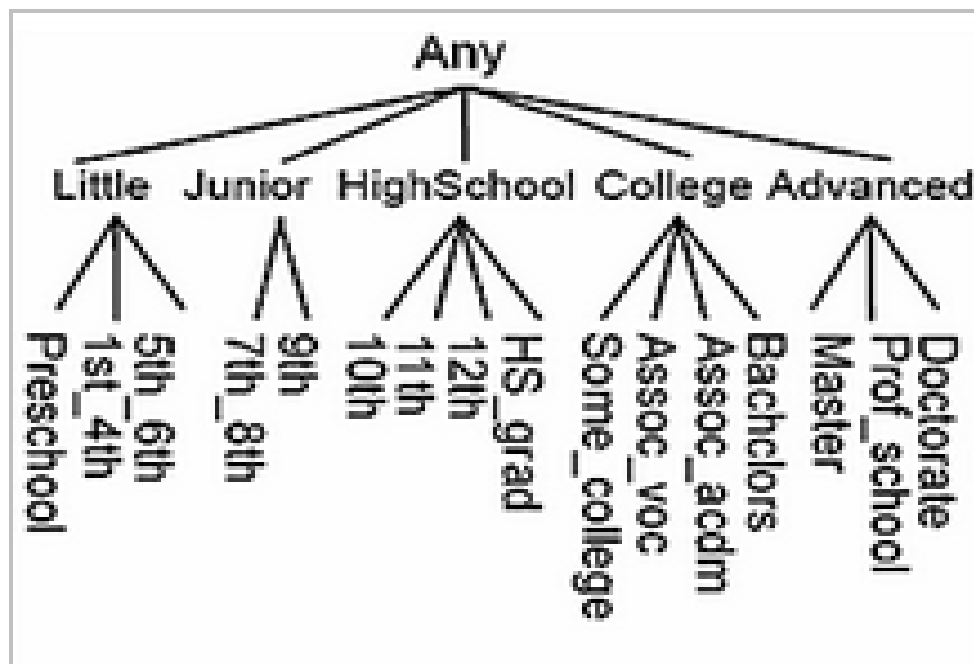 Any
Little Junior HighSchool College Advanced
Preschool
1st_4th
5th_6th
7th_8th
9th
10th
11th
12th
HS_grad
Some_college
Assoc_voc
Assoc_acdm
Bachclors
Master
Prof_school
Doctorate